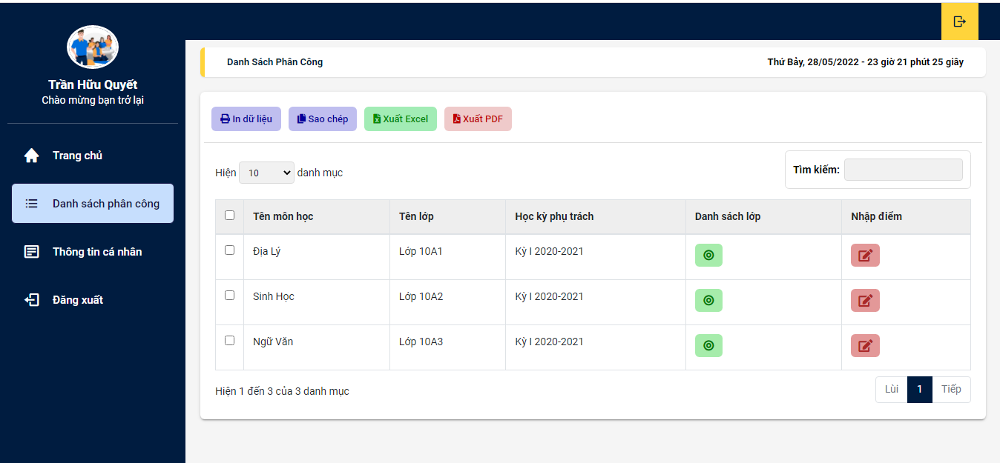 Trần Hữu Quyết
Chào mừng bạn trở lại
Trang chủ
Danh sách phân công
Thông tin cá nhân
Đăng xuất
Danh Sách Phân Công
Thứ Bảy, 28/05/2022 - 23 giờ 21 phút 25 giây
In dữ liệu Sao chép Xuất Excel Xuất PDF
Hiện 10 danh mục
Tìm kiếm:
Tên môn học Tên lớp Học kỳ phụ trách Danh sách lớp Nhập điểm
Địa Lý Lớp 10A1 Kỳ I 2020-2021
Sinh Học Lớp 10A2 Kỳ I 2020-2021
Ngữ Văn Lớp 10A3 Kỳ I 2020-2021
Hiện 1 đến 3 của 3 danh mục
Lùi 1 Tiếp